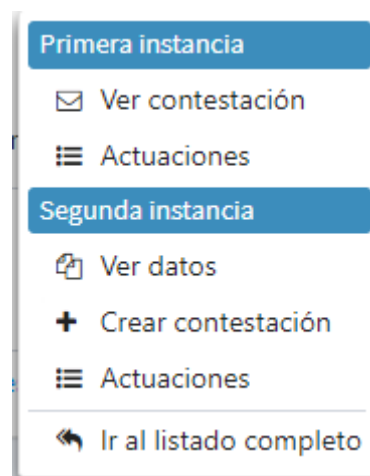 Primera instancia
Ver contestación
Actuaciones
Segunda instancia
Ver datos
Crear contestación
Actuaciones
Ir al listado completo